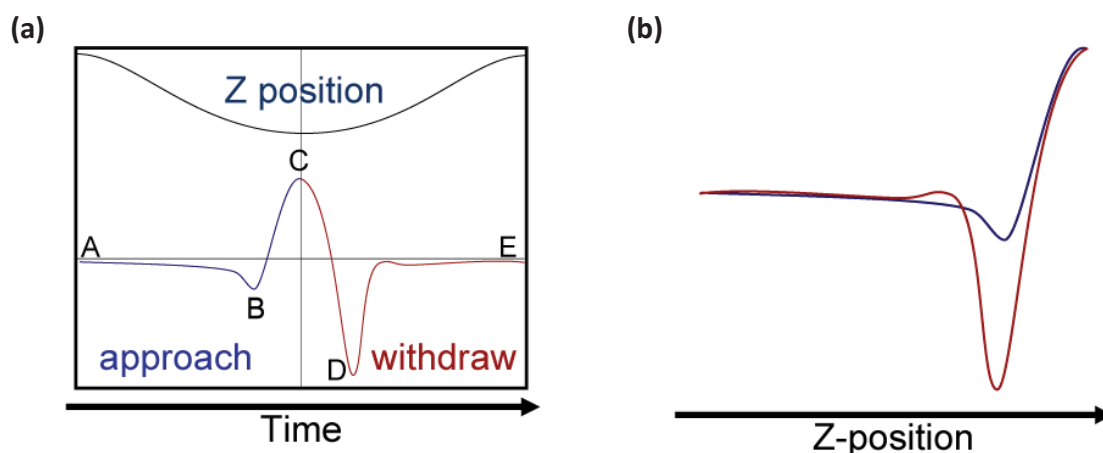 (a)
Z position
C
A
E
B
approach
D
withdraw
Time
(b)
Z-position